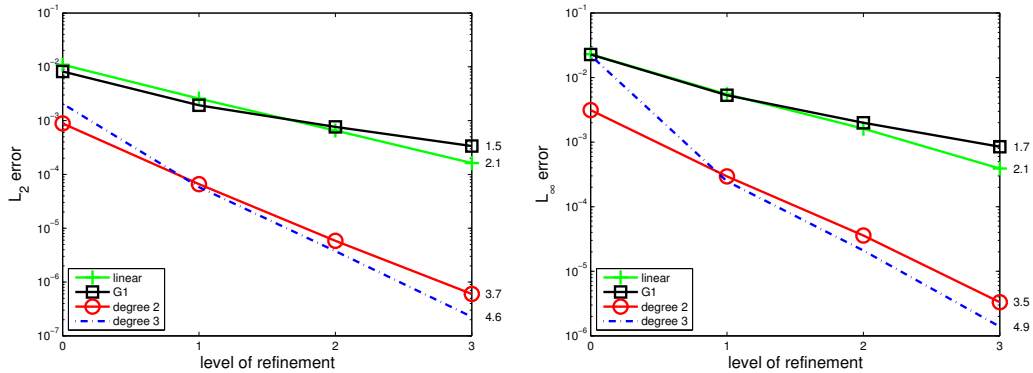 10^-1
10^-2
10^-3
10^-4
10^-5
10^-6
10^-7
L_2 error
0
1
2
3
level of refinement
linear
G1
degree 2
degree 3
1.5
2.1
3.7
4.6
10^-1
10^-2
10^-3
10^-4
10^-5
10^-6
L_∞ error
0
1
2
3
level of refinement
linear
G1
degree 2
degree 3
1.7
2.1
3.5
4.9